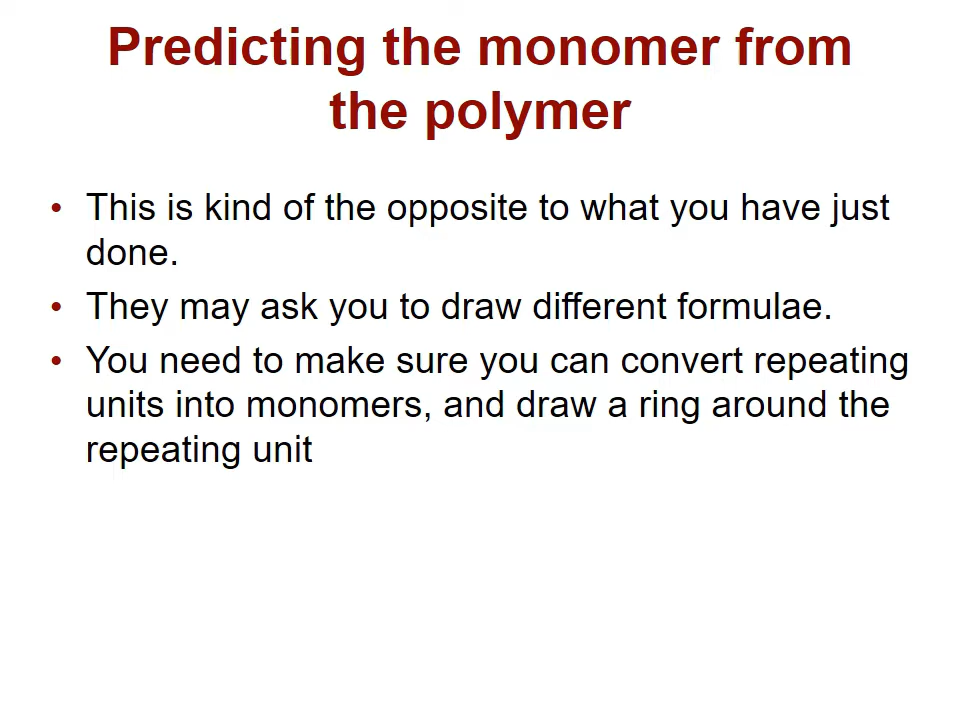 Predicting the monomer from
the polymer
• This is kind of the opposite to what you have just
done.
• They may ask you to draw different formulae.
• You need to make sure you can convert repeating
units into monomers, and draw a ring around the
repeating unit